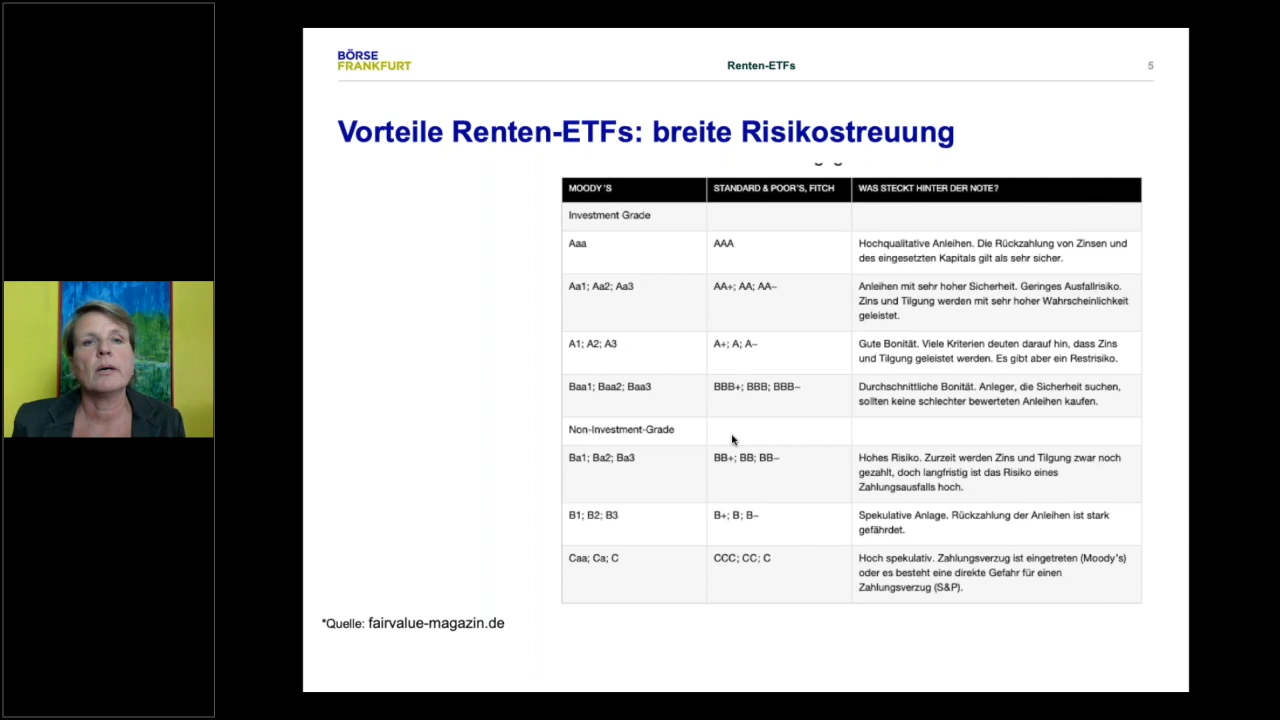 BÖRSE
FRANKFURT
Renten-ETFs
5
Vorteile Renten-ETFs: breite Risikostreuung
MOODY'S STANDARD & POOR'S, FITCH WAS STECKT HINTER DER NOTE?
Investment Grade
Aaa AAA Hochqualitative Anleihen. Die Rückzahlung von Zinsen und
des eingesetzten Kapitals gilt als sehr sicher.
Aa1; Aa2; Aa3 AA+; AA; AA– Anleihen mit sehr hoher Sicherheit. Geringes Ausfallrisiko.
Zins und Tilgung werden mit sehr hoher Wahrscheinlichkeit
geleistet.
A1; A2; A3 A+; A; A– Gute Bonität. Viele Kriterien deuten darauf hin, dass Zins
und Tilgung geleistet werden. Es gibt aber ein Restrisiko.
Baa1; Baa2; Baa3 BBB+; BBB; BBB– Durchschnittliche Bonität. Anleger, die Sicherheit suchen,
sollten keine schlechter bewerteten Anleihen kaufen.
Non-Investment-Grade
Ba1; Ba2; Ba3 BB+; BB; BB– Hohes Risiko. Zurzeit werden Zins und Tilgung zwar noch
gezahlt, doch langfristig ist das Risiko eines
Zahlungsausfalls hoch.
B1; B2; B3 B+; B; B– Spekulative Anlage. Rückzahlung der Anleihen ist stark
gefährdet.
Caa; Ca; C CCC; CC; C Hoch spekulativ. Zahlungsverzug ist eingetreten (Moody's)
oder es besteht eine direkte Gefahr für einen
Zahlungsverzug (S&P).
*Quelle: fairvalue-magazin.de